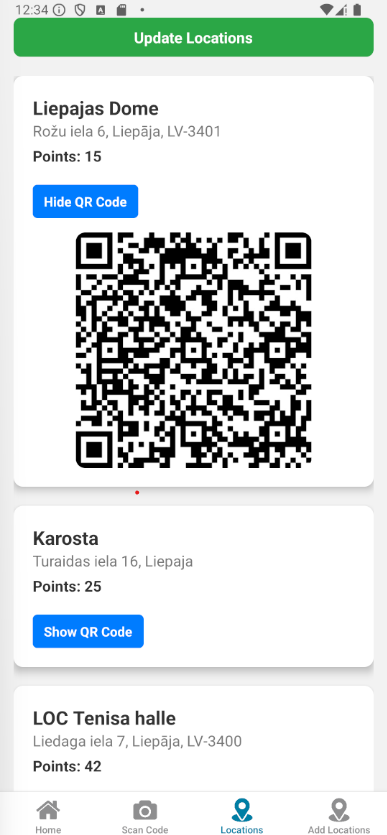 12:34
Update Locations
Liepajas Dome
Rožu iela 6, Liepāja, LV-3401
Points: 15
Hide QR Code
Karosta
Turaidas iela 16, Liepaja
Points: 25
Show QR Code
LOC Tenisa halle
Liedaga iela 7, Liepāja, LV-3400
Points: 42
Home
Scan Code
Locations
Add Locations